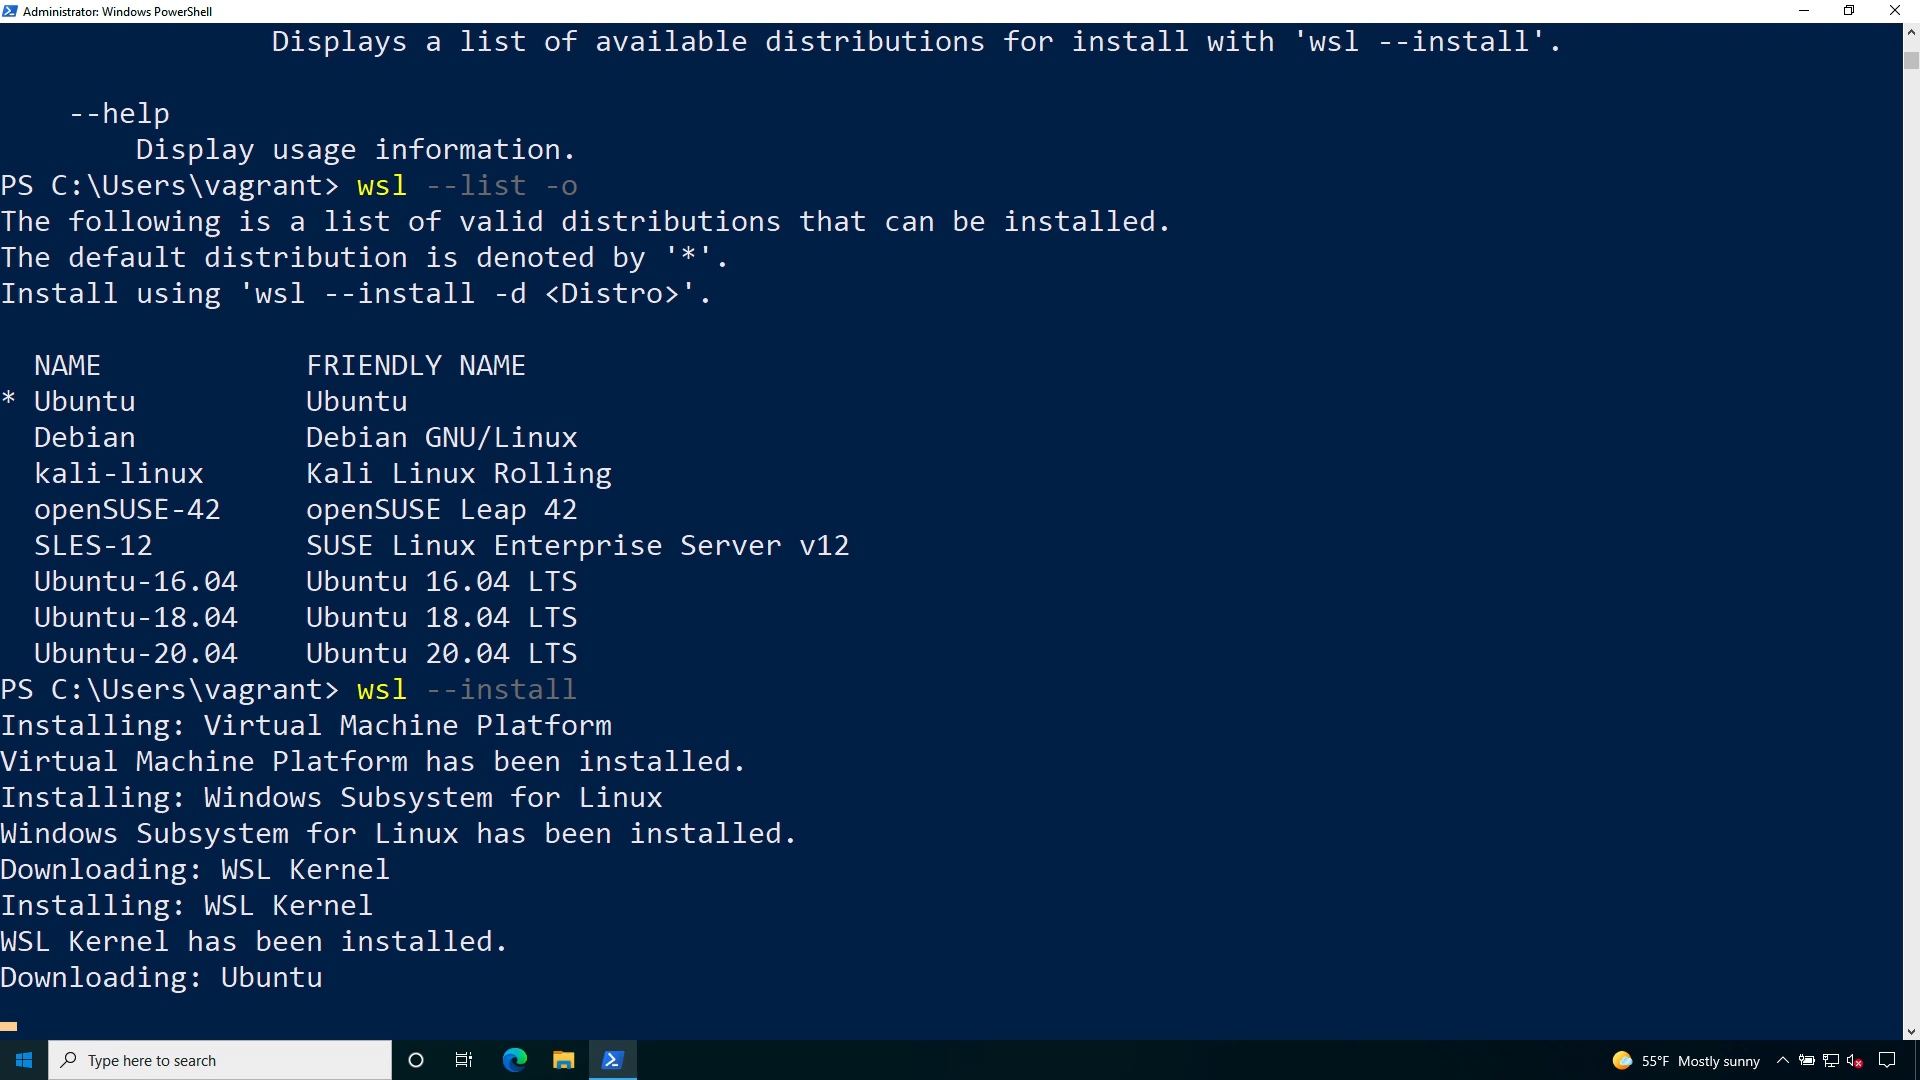 Administrator: Windows PowerShell
Displays a list of available distributions for install with 'wsl --install'.
--help
Display usage information.
PS C:\Users\vagrant> wsl --list -o
The following is a list of valid distributions that can be installed.
The default distribution is denoted by '*'.
Install using 'wsl --install -d <Distro>'.
NAME FRIENDLY NAME
* Ubuntu Ubuntu
Debian Debian GNU/Linux
kali-linux Kali Linux Rolling
openSUSE-42 openSUSE Leap 42
SLES-12 SUSE Linux Enterprise Server v12
Ubuntu-16.04 Ubuntu 16.04 LTS
Ubuntu-18.04 Ubuntu 18.04 LTS
Ubuntu-20.04 Ubuntu 20.04 LTS
PS C:\Users\vagrant> wsl --install
Installing: Virtual Machine Platform
Virtual Machine Platform has been installed.
Installing: Windows Subsystem for Linux
Windows Subsystem for Linux has been installed.
Downloading: WSL Kernel
Installing: WSL Kernel
WSL Kernel has been installed.
Downloading: Ubuntu
Type here to search
55°F Mostly sunny